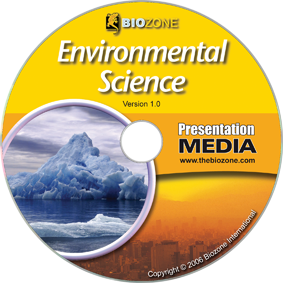 BIOZONE
Environmental
Science
Version 1.0
Presentation
MEDIA
www.thebiozone.com
Copyright © 2006 Biozone International